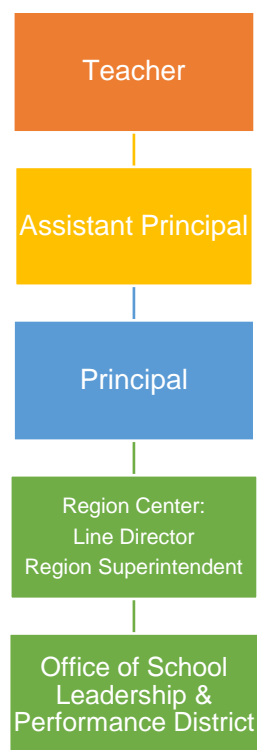 Teacher
Assistant Principal
Principal
Region Center:
Line Director
Region Superintendent
Office of School
Leadership &
Performance District